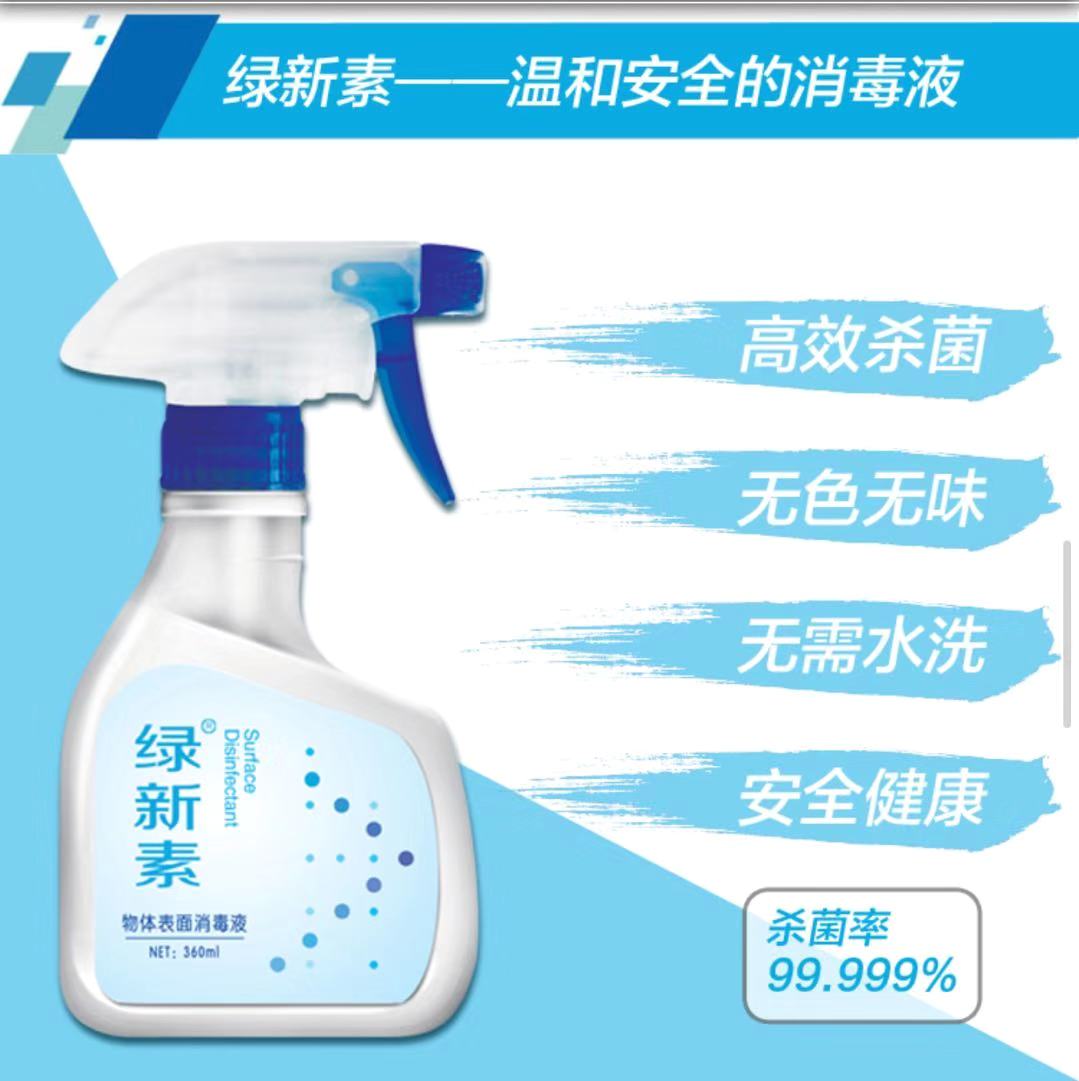 绿新素——温和安全的消毒液
高效杀菌
无色无味
无需水洗
安全健康
绿新素®
Surface
Disinfectant
物体表面消毒液
NET: 360ml
杀菌率
99.999%